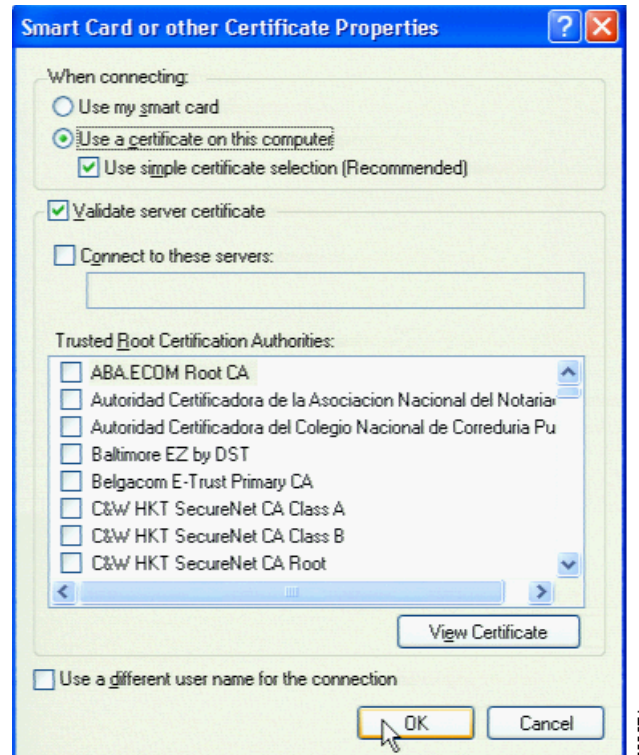 Smart Card or other Certificate Properties
When connecting:
Use my smart card
Use a certificate on this computer
Use simple certificate selection (Recommended)
Validate server certificate
Connect to these servers:
Trusted Root Certification Authorities:
ABA.ECOM Root CA
Autoridad Certificadora de la Asociacion Nacional del Notaria
Autoridad Certificadora del Colegio Nacional de Correduria Pu
Baltimore EZ by DST
Belgacom E-Trust Primary CA
C&W HKT SecureNet CA Class A
C&W HKT SecureNet CA Class B
C&W HKT SecureNet CA Root
View Certificate
Use a different user name for the connection
OK
Cancel